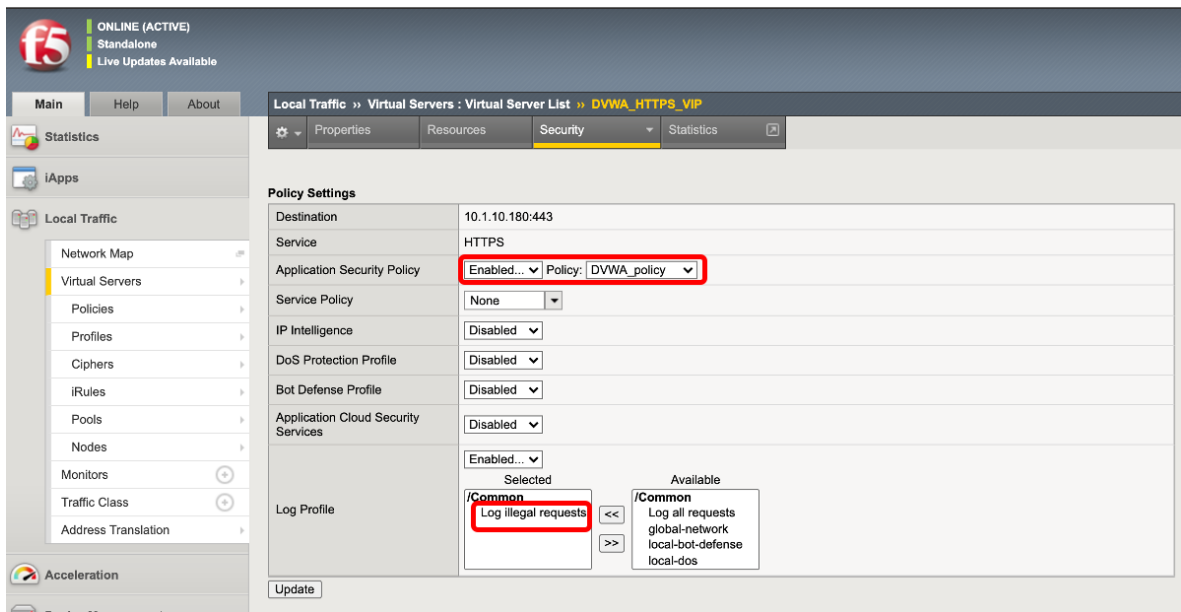 f5
ONLINE (ACTIVE)
Standalone
Live Updates Available
Main Help About
Local Traffic ›› Virtual Servers : Virtual Server List ›› DVWA_HTTPS_VIP
Properties Resources Security Statistics
Statistics
iApps
Local Traffic
Network Map
Virtual Servers
Policies
Profiles
Ciphers
iRules
Pools
Nodes
Monitors
Traffic Class
Address Translation
Acceleration
Policy Settings
Destination 10.1.10.180:443
Service HTTPS
Application Security Policy Enabled... Policy: DVWA_policy
Service Policy None
IP Intelligence Disabled
DoS Protection Profile Disabled
Bot Defense Profile Disabled
Application Cloud Security
Services Disabled
Log Profile Enabled...
Selected Available
/Common /Common
Log illegal requests << Log all requests
global-network
>> local-bot-defense
local-dos
Update